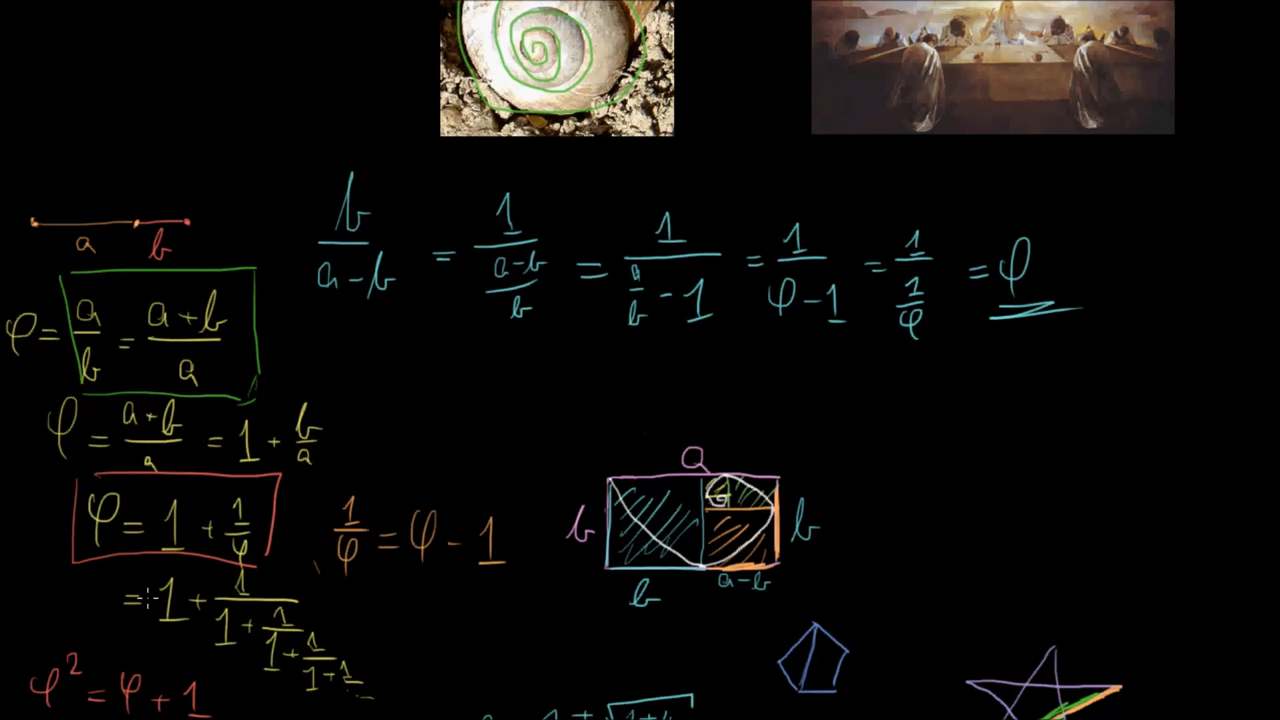 a b
b/(a-b) = 1/((a-b)/b) = 1/(a/b - 1) = 1/(φ-1) = 1/(1/φ) = φ
φ = a/b = (a+b)/a
φ = (a+b)/a = 1 + b/a
a
φ = 1 + 1/φ
1/φ = φ - 1
b b
b a-b
= 1 + 1/(1 + 1/(1 + 1/(1 + 1/...
φ² = φ + 1